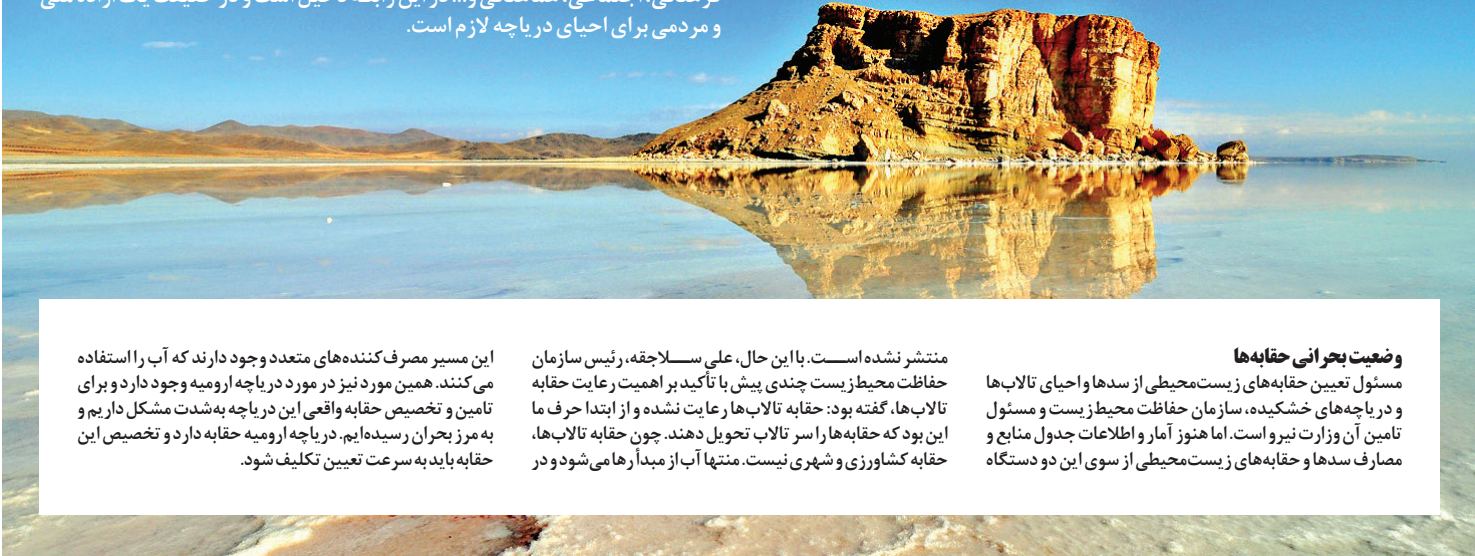 و مردمی برای احیای دریاچه لازم است.
وضعیت بحرانی حقابه‌ها
مسئول تعیین حقابه‌های زیست‌محیطی از سدها و احیای تالاب‌ها
و دریاچه‌های خشکیده، سازمان حفاظت محیط‌زیست و مسئول
تامین آن وزارت نیرو است. اما هنوز آمار و اطلاعات جدول منابع و
مصارف سدها و حقابه‌های زیست‌محیطی از سوی این دو دستگاه
منتشر نشده است. با این حال، علی سلاجقه، رئیس سازمان
حفاظت محیط‌زیست چندی پیش با تأکید بر اهمیت رعایت حقابه
تالاب‌ها، گفته بود: حقابه تالاب‌ها رعایت نشده و از ابتدا حرف ما
این بود که حقابه‌ها را سر تالاب تحویل دهند. چون حقابه تالاب‌ها،
حقابه کشاورزی و شهری نیست. منتها آب از مبدأ رها می‌شود و در
این مسیر مصرف‌کننده‌های متعدد وجود دارند که آب را استفاده
می‌کنند. همین مورد نیز در مورد دریاچه ارومیه وجود دارد و برای
تامین و تخصیص حقابه واقعی این دریاچه به‌شدت مشکل داریم و
به مرز بحران رسیده‌ایم. دریاچه ارومیه حقابه دارد و تخصیص این
حقابه باید به سرعت تعیین تکلیف شود.